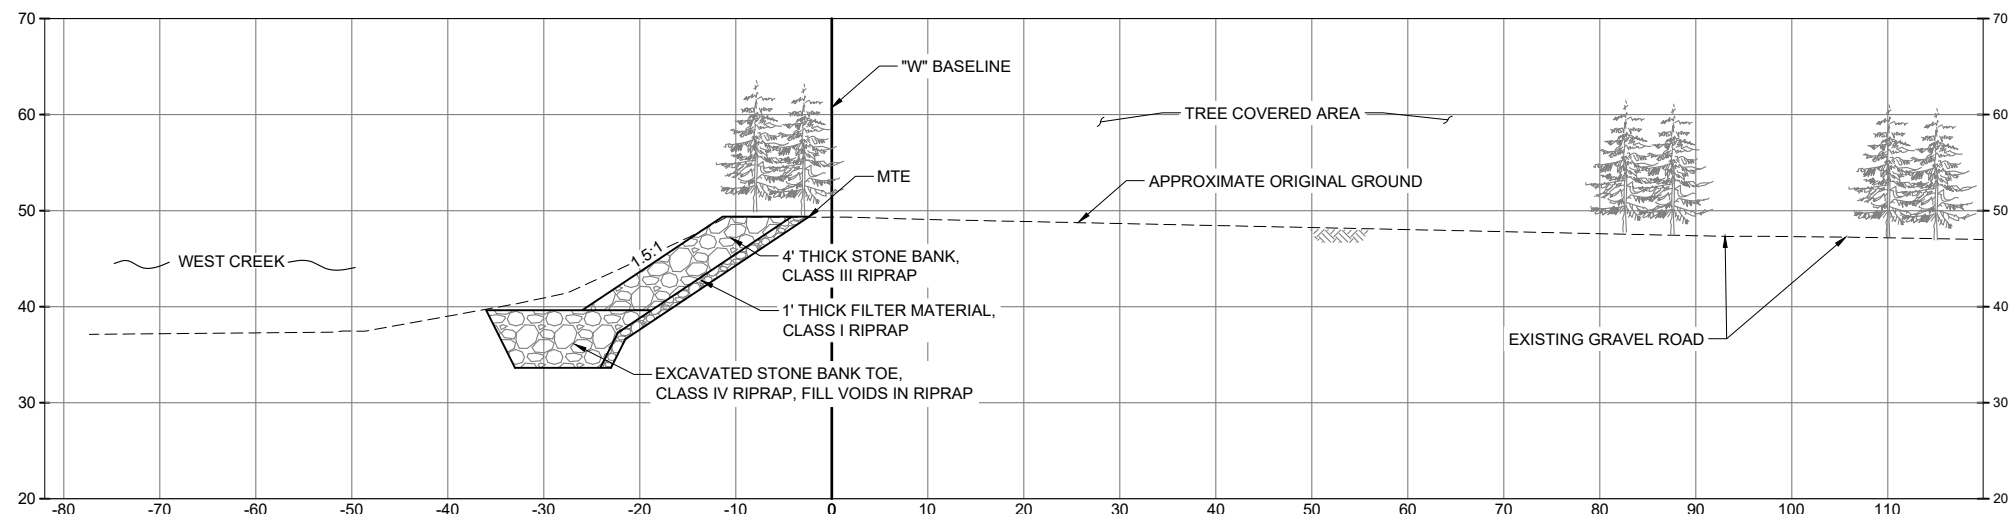 70
70
"W" BASELINE
60
TREE COVERED AREA
60
MTE
APPROXIMATE ORIGINAL GROUND
50
50
1.5:1
WEST CREEK
4' THICK STONE BANK,
CLASS III RIPRAP
40
40
1' THICK FILTER MATERIAL,
CLASS I RIPRAP
EXISTING GRAVEL ROAD
EXCAVATED STONE BANK TOE,
CLASS IV RIPRAP, FILL VOIDS IN RIPRAP
30
30
20
20
-80 -70 -60 -50 -40 -30 -20 -10 0 10 20 30 40 50 60 70 80 90 100 110